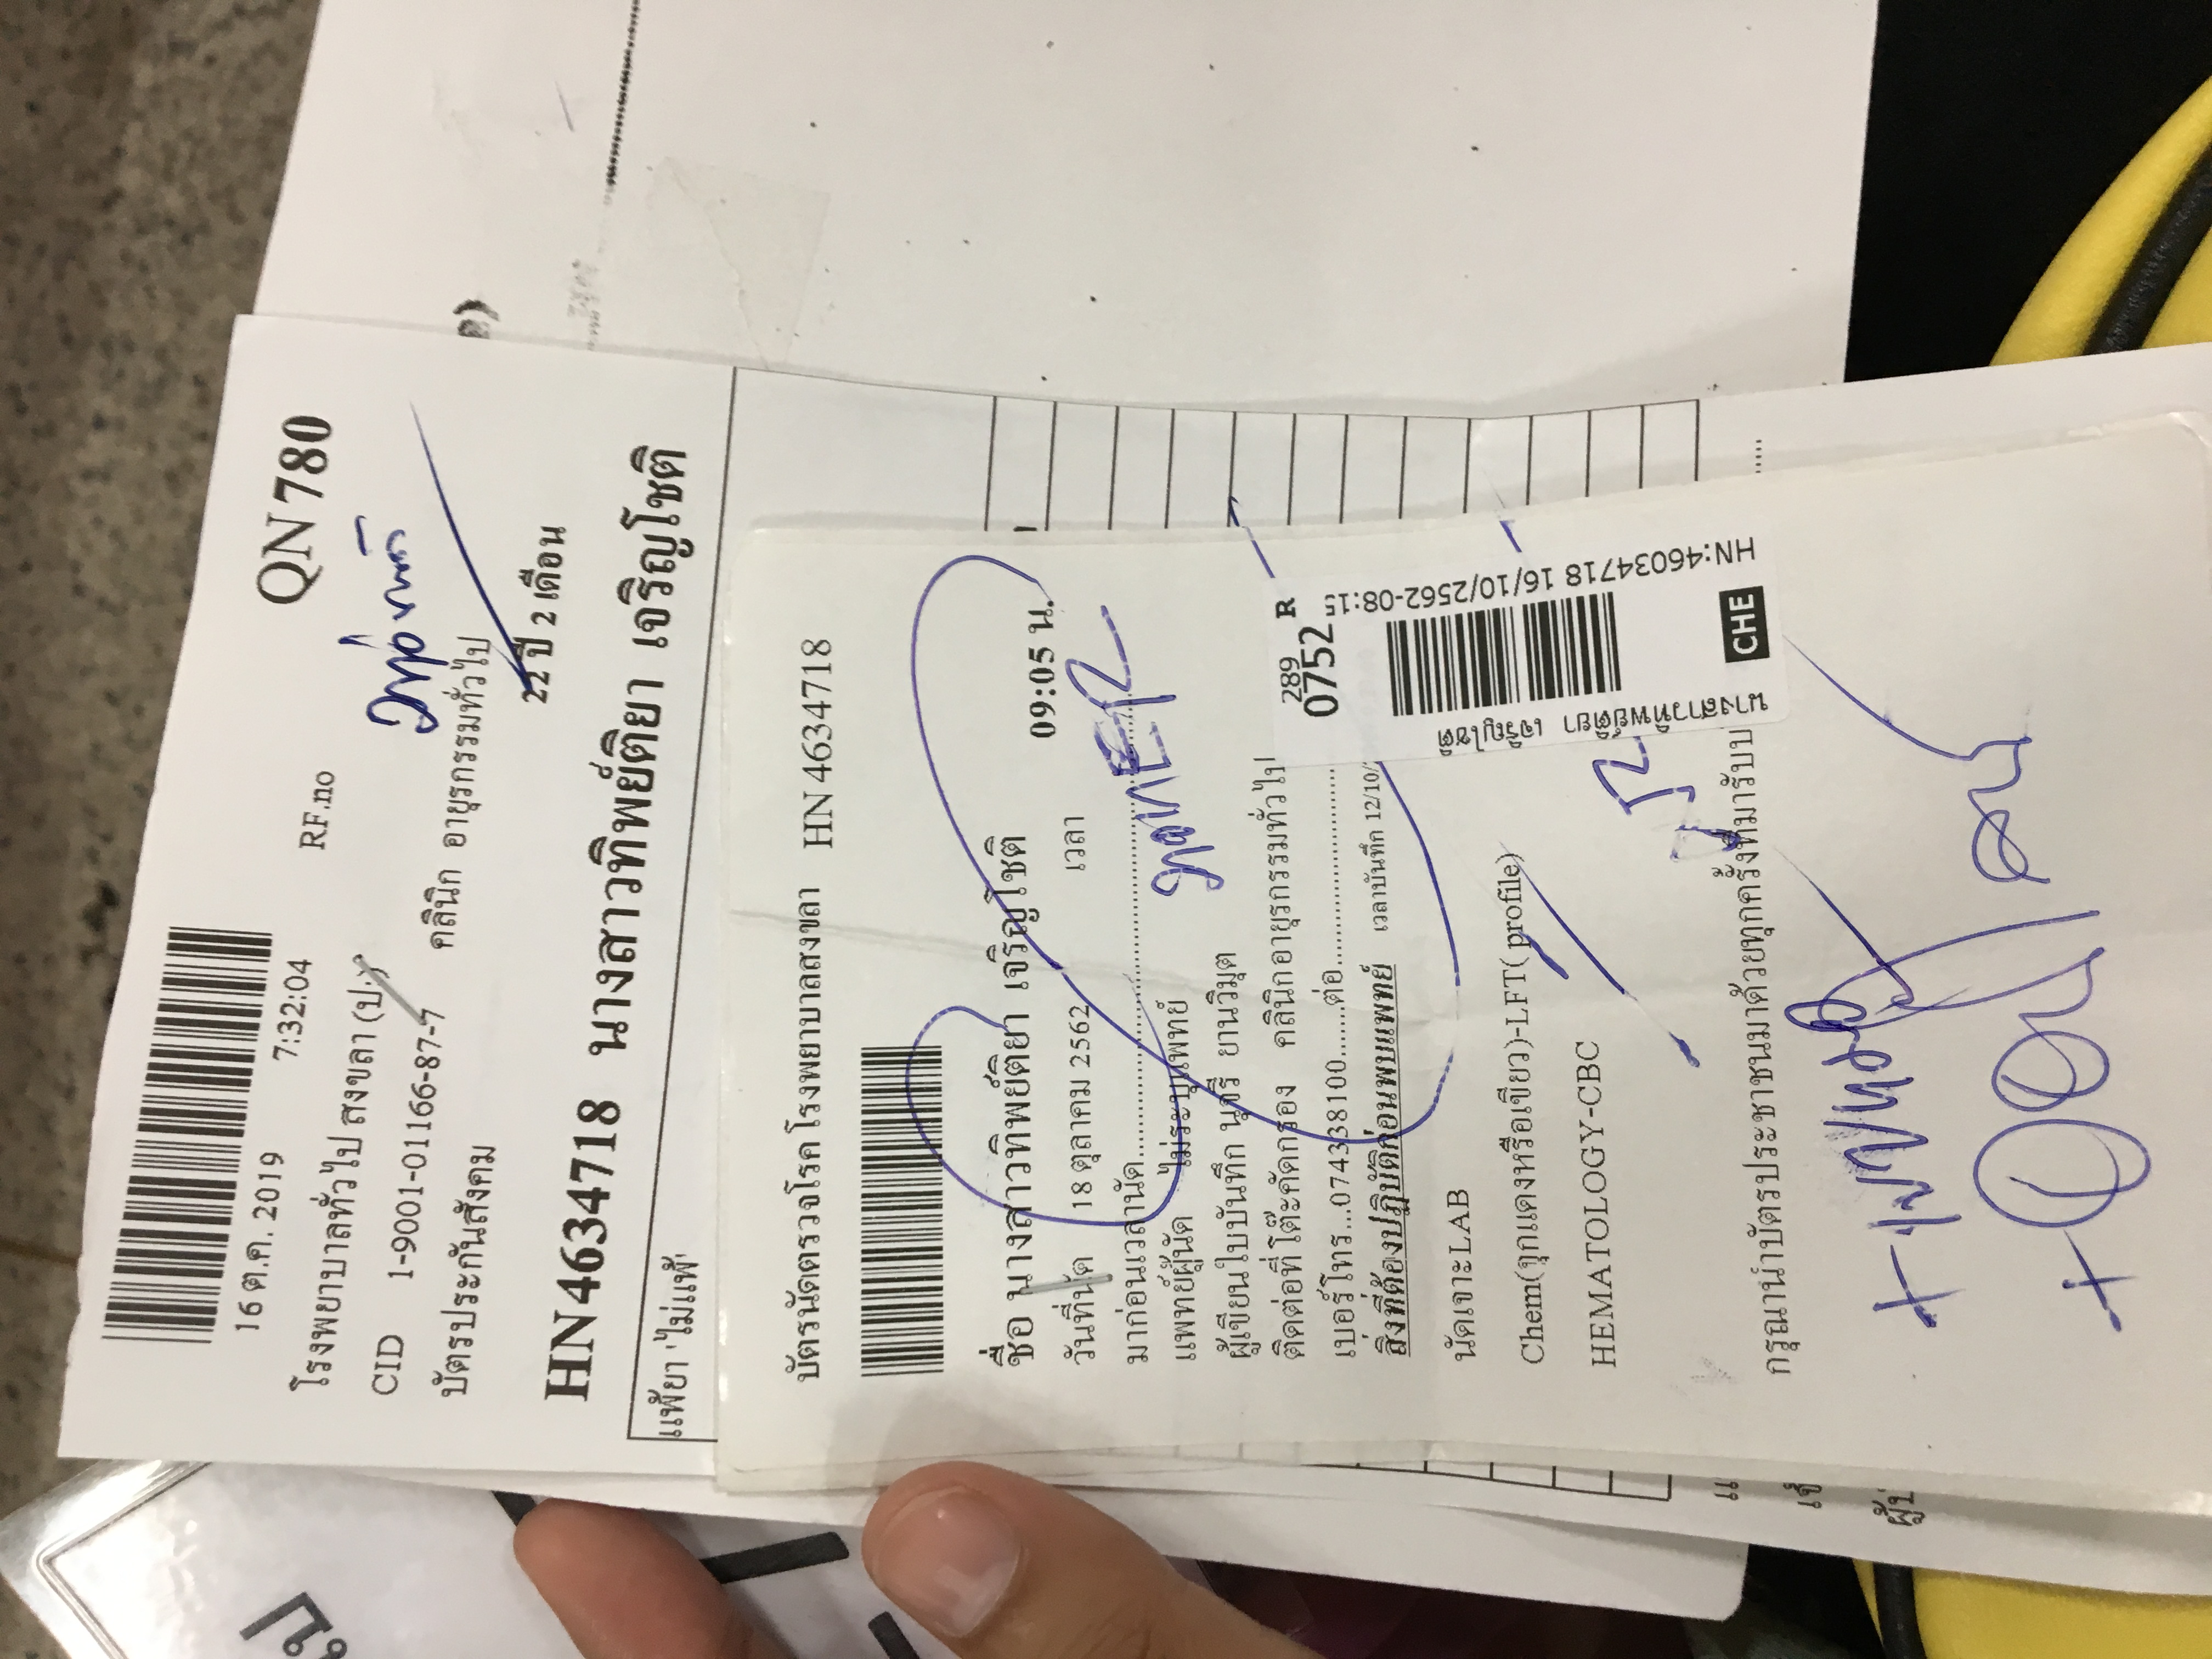 ป
16 ต.ค. 2019 7:32:04
RF.no
QN 780
โรงพยาบาลทั่วไป สงขลา (ป.)
CID 1-9001-01166-87-7
คลินิก อายุรกรรมทั่วไป
บัตรประกันสังคม
22 ปี 2 เดือน
HN4634718 นางสาวทิพย์ติยา เจริญโชติ
แพ้ยา 'ไม่แพ้'
บัตรนัดตรวจโรค โรงพยาบาลสงขลา HN 4634718
ชื่อ นางสาวทิพย์ติยา เจริญโชติ
วันที่นัด 18 ตุลาคม 2562 เวลา 09:05 น.
มาก่อนเวลานัด..........
ER
แพทย์ผู้นัด ไม่ระบุแพทย์
ผู้เขียนใบบันทึก นุจรี ยานวิมุต
ติดต่อที่ โต๊ะคัดกรอง คลินิกอายุรกรรมทั่วไป
เบอร์โทร...074338100.......ต่อ..........
สิ่งที่ต้องปฏิบัติก่อนพบแพทย์ เวลาบันทึก 12/10/
นัดเจาะLAB
Chem(จุกแดงหรือเขียว)-LFT( profile)
HEMATOLOGY-CBC
กรุณานำบัตรประชาชนมาด้วยทุกครั้งที่มารับบ
289 R
0752
นางสาวทิพย์ติยา เจริญโชติ
HN:4634718 16/10/2562-08:15
CHE